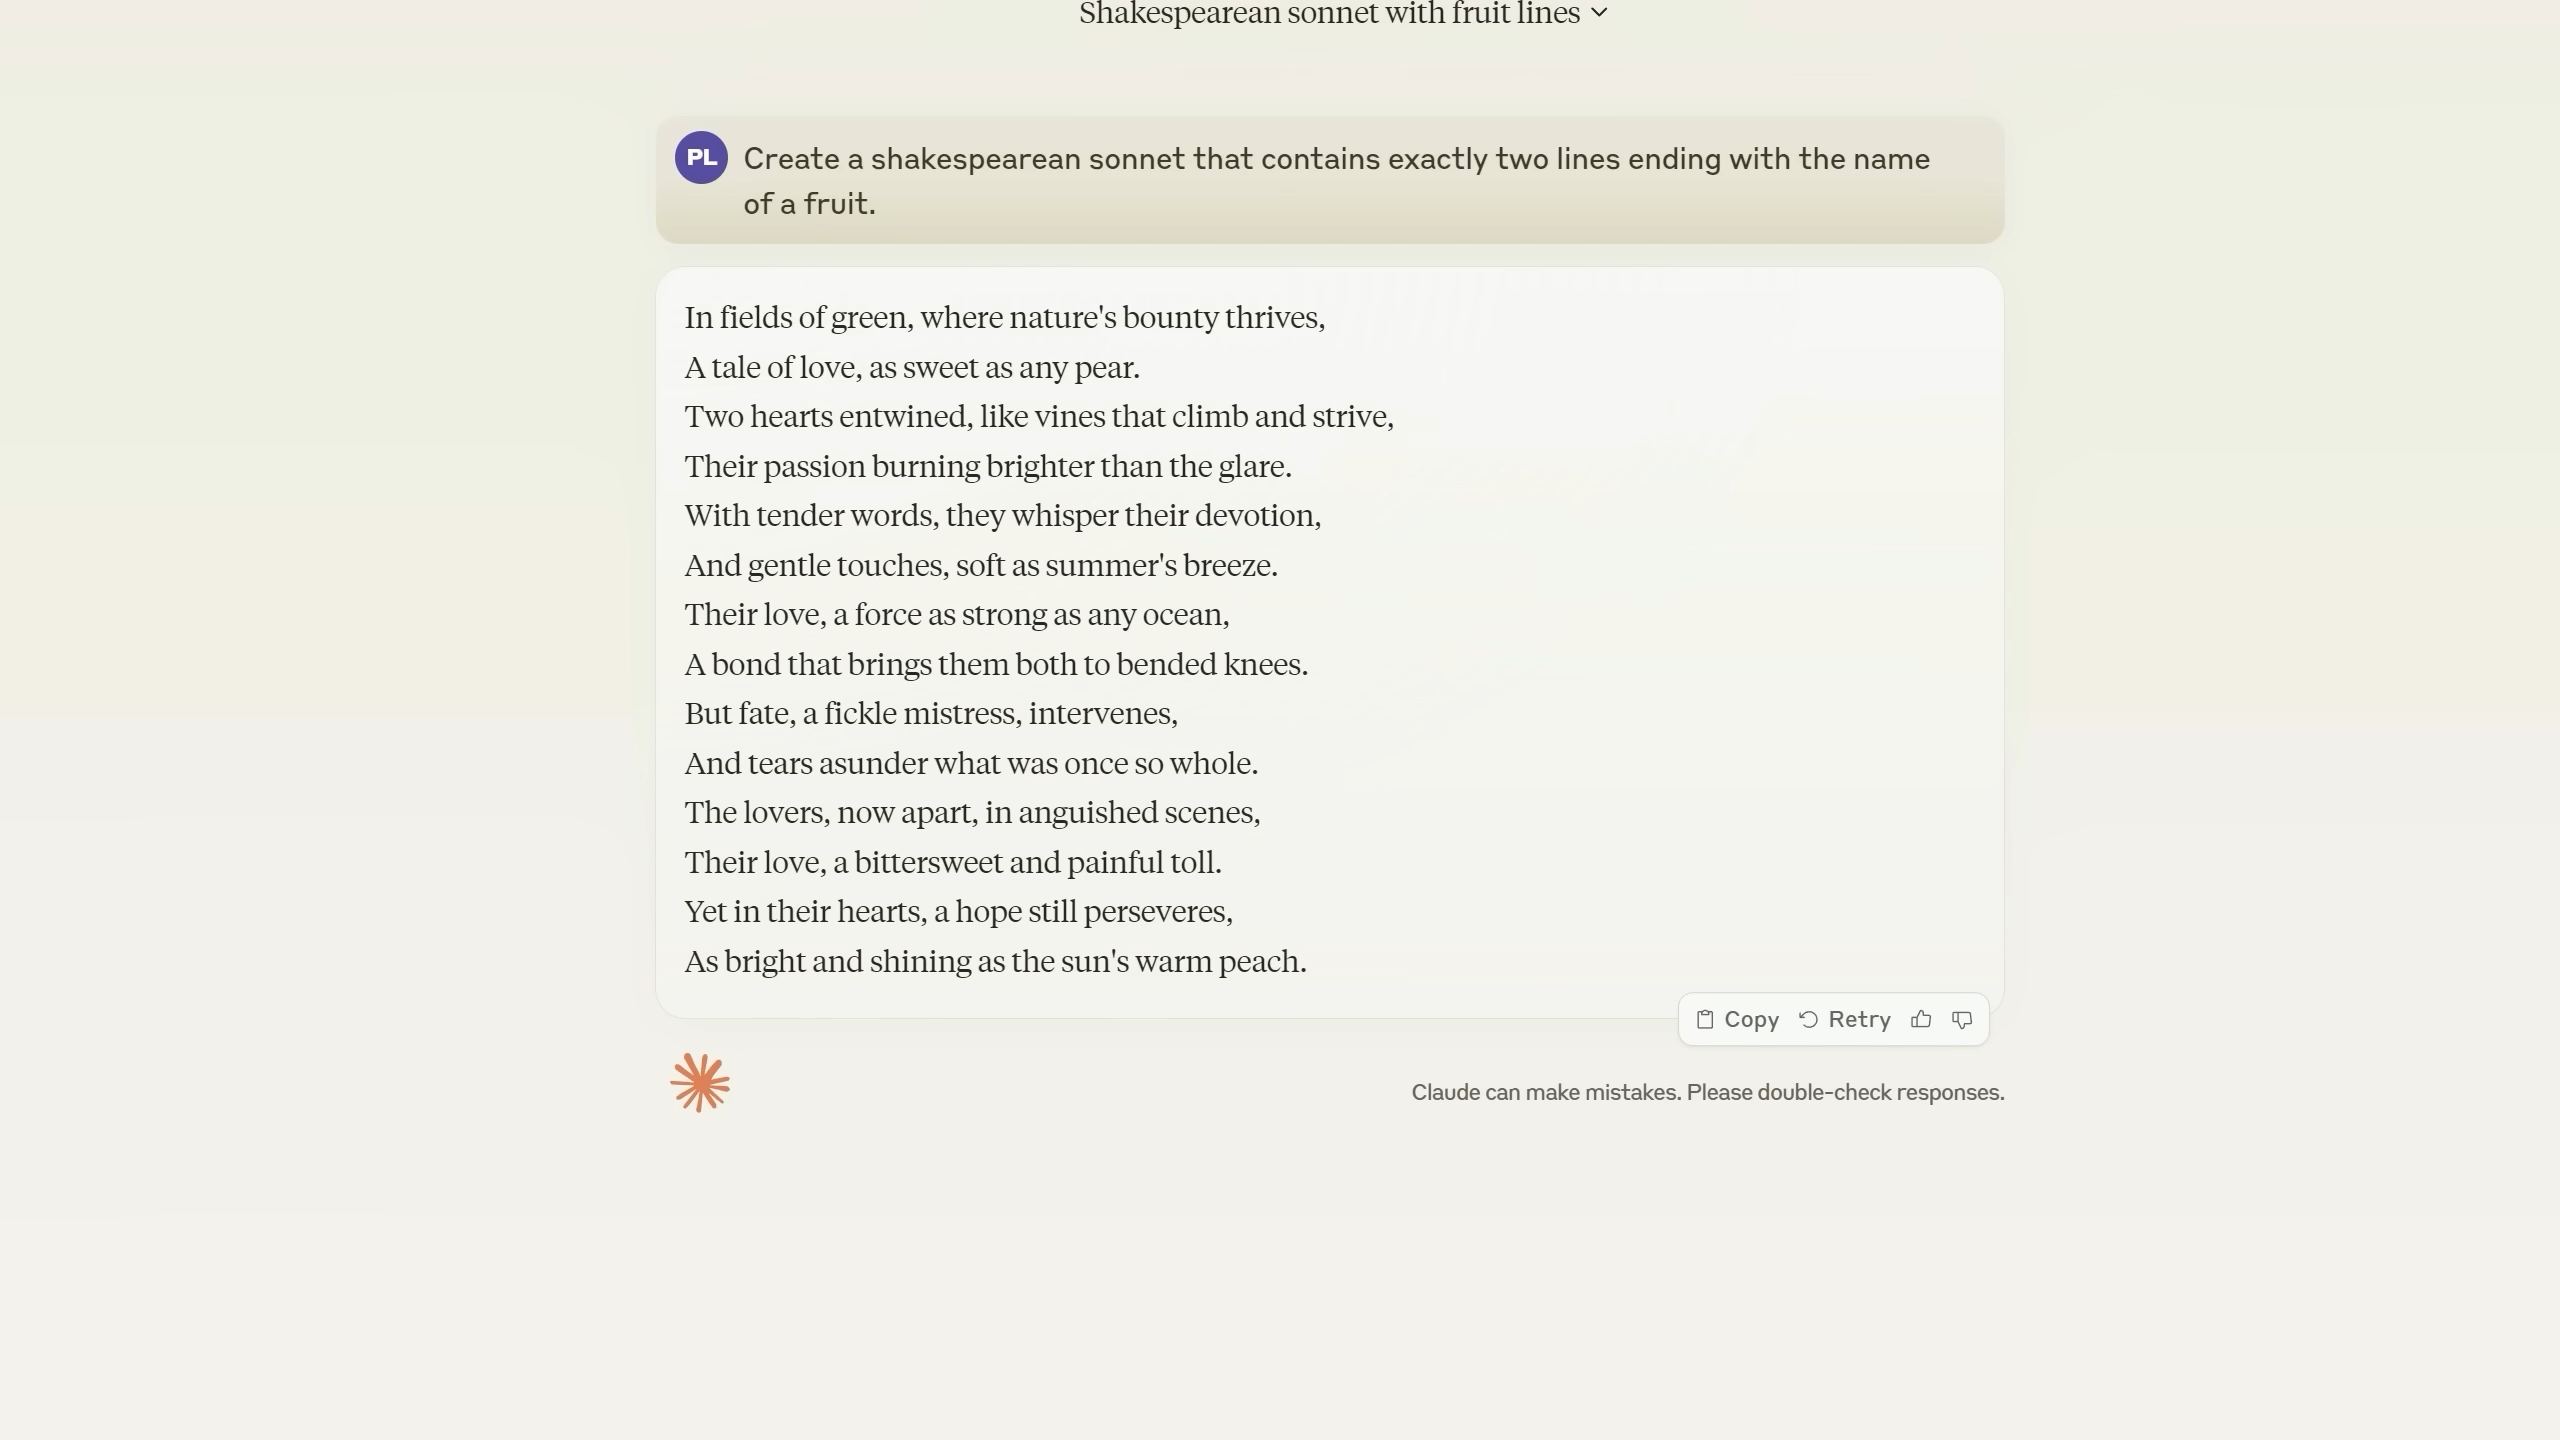 Shakespearean sonnet with fruit lines
PL
Create a shakespearean sonnet that contains exactly two lines ending with the name
of a fruit.
In fields of green, where nature's bounty thrives,
A tale of love, as sweet as any pear.
Two hearts entwined, like vines that climb and strive,
Their passion burning brighter than the glare.
With tender words, they whisper their devotion,
And gentle touches, soft as summer's breeze.
Their love, a force as strong as any ocean,
A bond that brings them both to bended knees.
But fate, a fickle mistress, intervenes,
And tears asunder what was once so whole.
The lovers, now apart, in anguished scenes,
Their love, a bittersweet and painful toll.
Yet in their hearts, a hope still perseveres,
As bright and shining as the sun's warm peach.
Copy Retry
Claude can make mistakes. Please double-check responses.